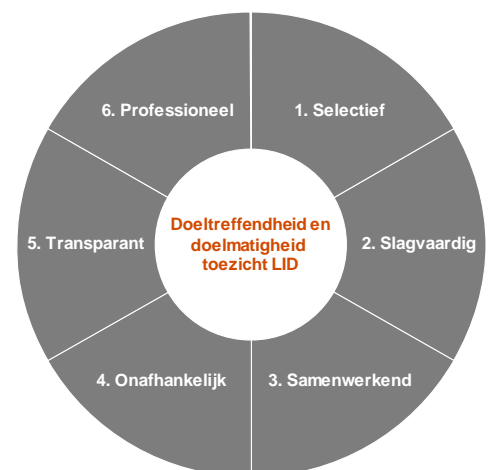 6. Professioneel
1. Selectief
5. Transparant
Doeltreffendheid en
doelmatigheid
toezicht LID
2. Slagvaardig
4. Onafhankelijk
3. Samenwerkend